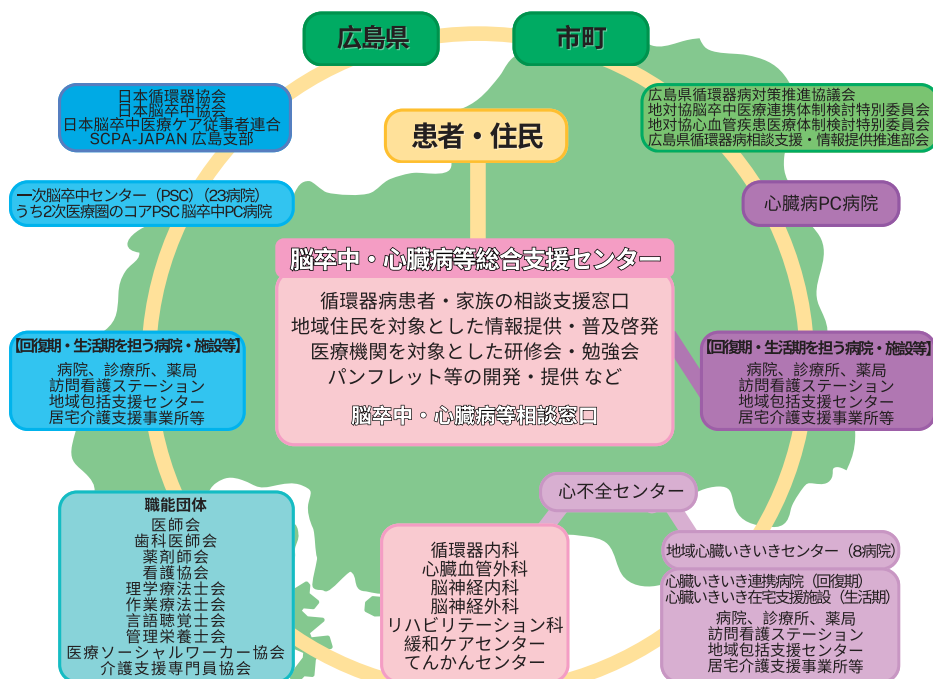 広島県
市町
日本循環器協会
日本脳卒中協会
日本脳卒中医療ケア従事者連合
SCPA-JAPAN 広島支部
広島県循環器病対策推進協議会
地対協脳卒中医療連携体制検討特別委員会
地対協心血管疾患医療体制検討特別委員会
広島県循環器病相談支援・情報提供推進部会
患者・住民
一次脳卒中センター（PSC）（23病院）
うち2次医療圏のコアPSC 脳卒中PC病院
心臓病PC病院
脳卒中・心臓病等総合支援センター
循環器病患者・家族の相談支援窓口
地域住民を対象とした情報提供・普及啓発
医療機関を対象とした研修会・勉強会
パンフレット等の開発・提供 など
脳卒中・心臓病等相談窓口
【回復期・生活期を担う病院・施設等】
病院、診療所、薬局
訪問看護ステーション
地域包括支援センター
居宅介護支援事業所等
【回復期・生活期を担う病院・施設等】
病院、診療所、薬局
訪問看護ステーション
地域包括支援センター
居宅介護支援事業所等
職能団体
医師会
歯科医師会
薬剤師会
看護協会
理学療法士会
作業療法士会
言語聴覚士会
管理栄養士会
医療ソーシャルワーカー協会
介護支援専門員協会
循環器内科
心臓血管外科
脳神経内科
脳神経外科
リハビリテーション科
緩和ケアセンター
てんかんセンター
心不全センター
地域心臓いきいきセンター（8病院）
心臓いきいき連携病院（回復期）
心臓いきいき在宅支援施設（生活期）
病院、診療所、薬局
訪問看護ステーション
地域包括支援センター
居宅介護支援事業所等